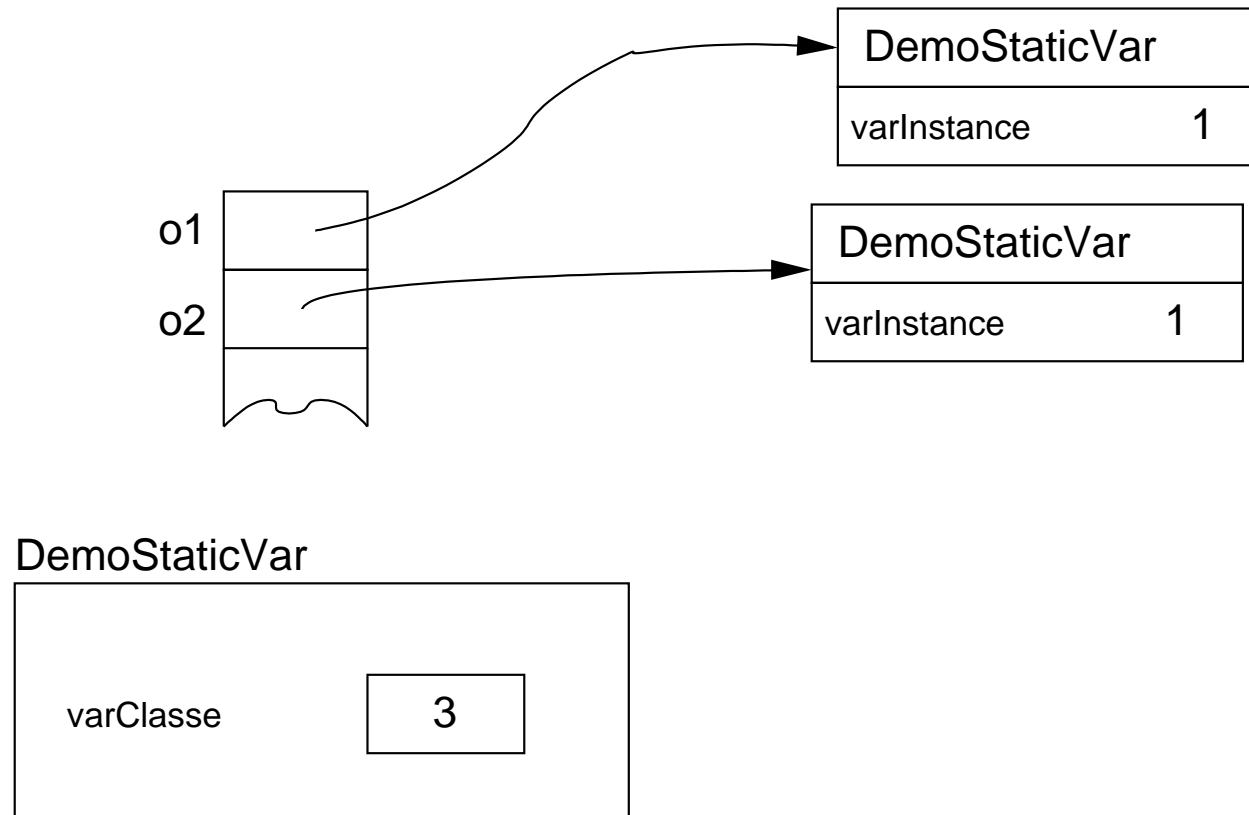 DemoStaticVar
varInstance 1
o1
DemoStaticVar
o2
varInstance 1
DemoStaticVar
varClasse 3